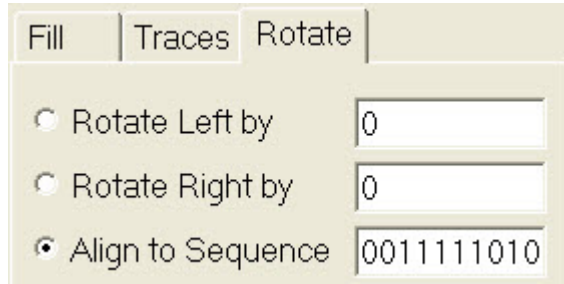 Fill Traces Rotate
Rotate Left by 0
Rotate Right by 0
Align to Sequence 0011111010